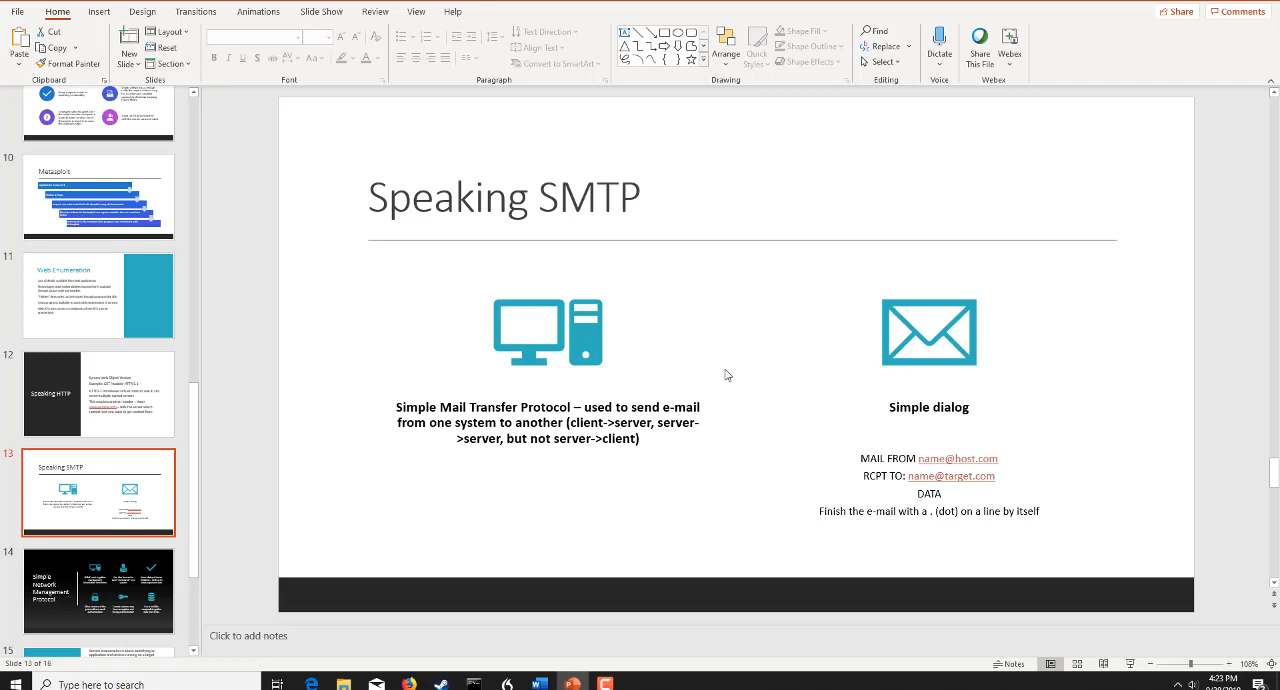 File Home Insert Design Transitions Animations Slide Show Review View Help Share Comments
Paste
Cut
Copy
Format Painter
Clipboard
New
Slide
Layout
Reset
Section
Slides
B I U S ab AV Aa A
Font
Text Direction
Align Text
Convert to SmartArt
Paragraph
Arrange
Quick
Styles
Shape Fill
Shape Outline
Shape Effects
Drawing
Find
Replace
Select
Editing
Dictate
Voice
Share
This File
Webex
Webex
10
Metasploit
11
Web Enumeration
12
Speaking HTTP
13
Speaking SMTP
14
Simple
Network
Management
Protocol
15
Speaking SMTP
Simple Mail Transfer Protocol – used to send e-mail
from one system to another (client->server, server-
>server, but not server->client)
Simple dialog
MAIL FROM name@host.com
RCPT TO: name@target.com
DATA
Finish the e-mail with a . (dot) on a line by itself
Click to add notes
Slide 13 of 16
Notes
108%
Type here to search
4:23 PM